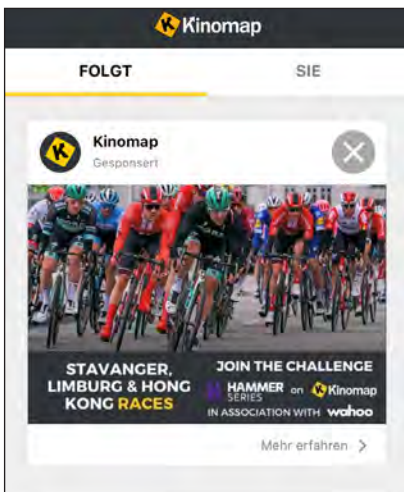 Kinomap
FOLGT SIE
Kinomap
Gesponsert
STAVANGER,
LIMBURG & HONG
KONG RACES
JOIN THE CHALLENGE
HAMMER SERIES on Kinomap
IN ASSOCIATION WITH wahoo
Mehr erfahren >